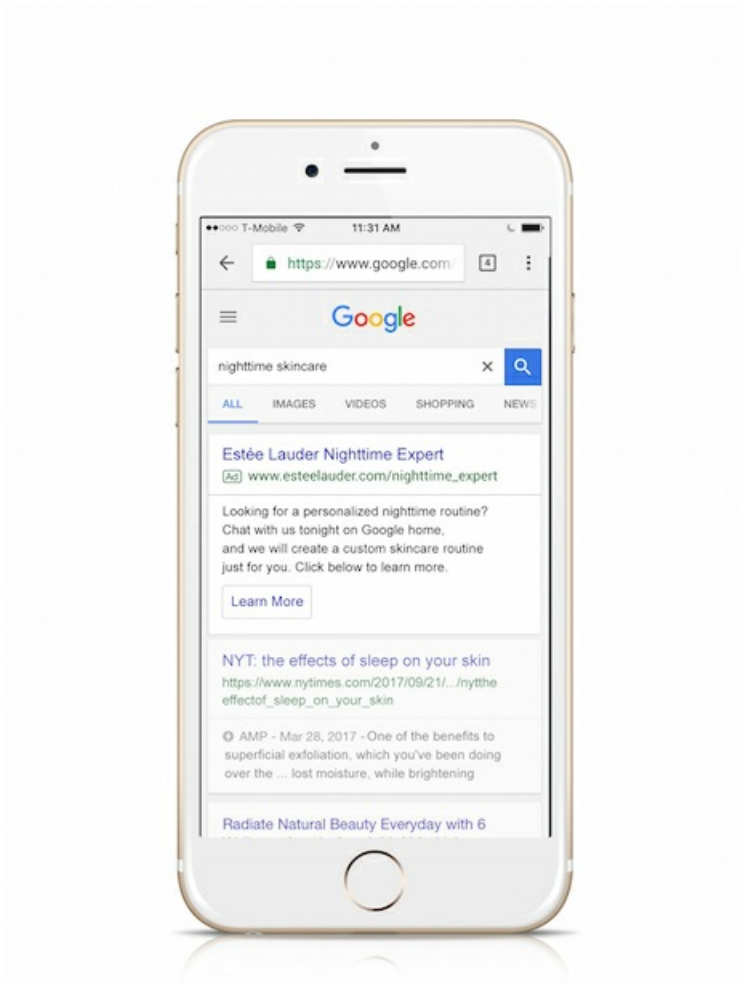 T-Mobile 11:31 AM
https://www.google.com 4
Google
nighttime skincare
ALL IMAGES VIDEOS SHOPPING NEWS
Estée Lauder Nighttime Expert
Ad www.esteelauder.com/nighttime_expert
Looking for a personalized nighttime routine?
Chat with us tonight on Google home,
and we will create a custom skincare routine
just for you. Click below to learn more.
Learn More
NYT: the effects of sleep on your skin
https://www.nytimes.com/2017/09/21/.../nytthe
effectof_sleep_on_your_skin
AMP - Mar 28, 2017 - One of the benefits to
superficial exfoliation, which you've been doing
over the ... lost moisture, while brightening
Radiate Natural Beauty Everyday with 6